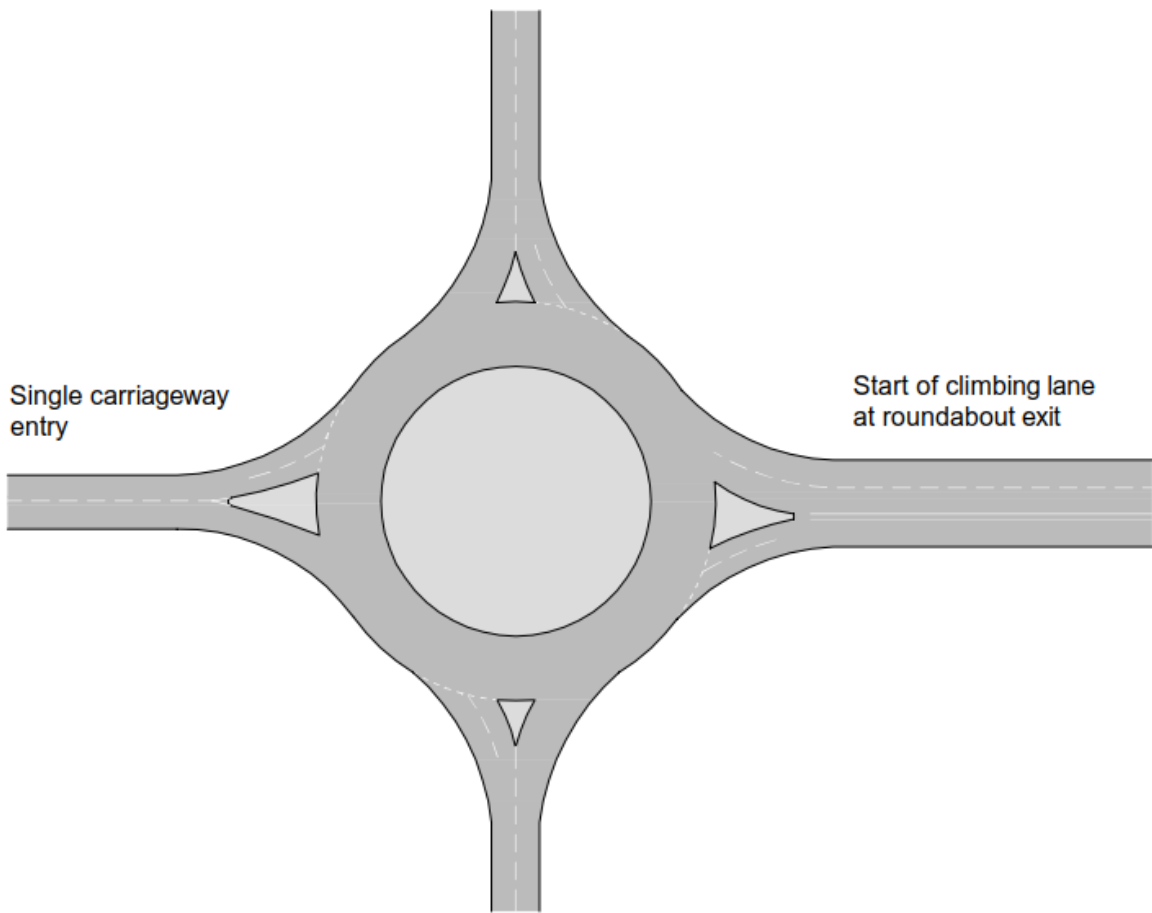 Single carriageway
entry
Start of climbing lane
at roundabout exit